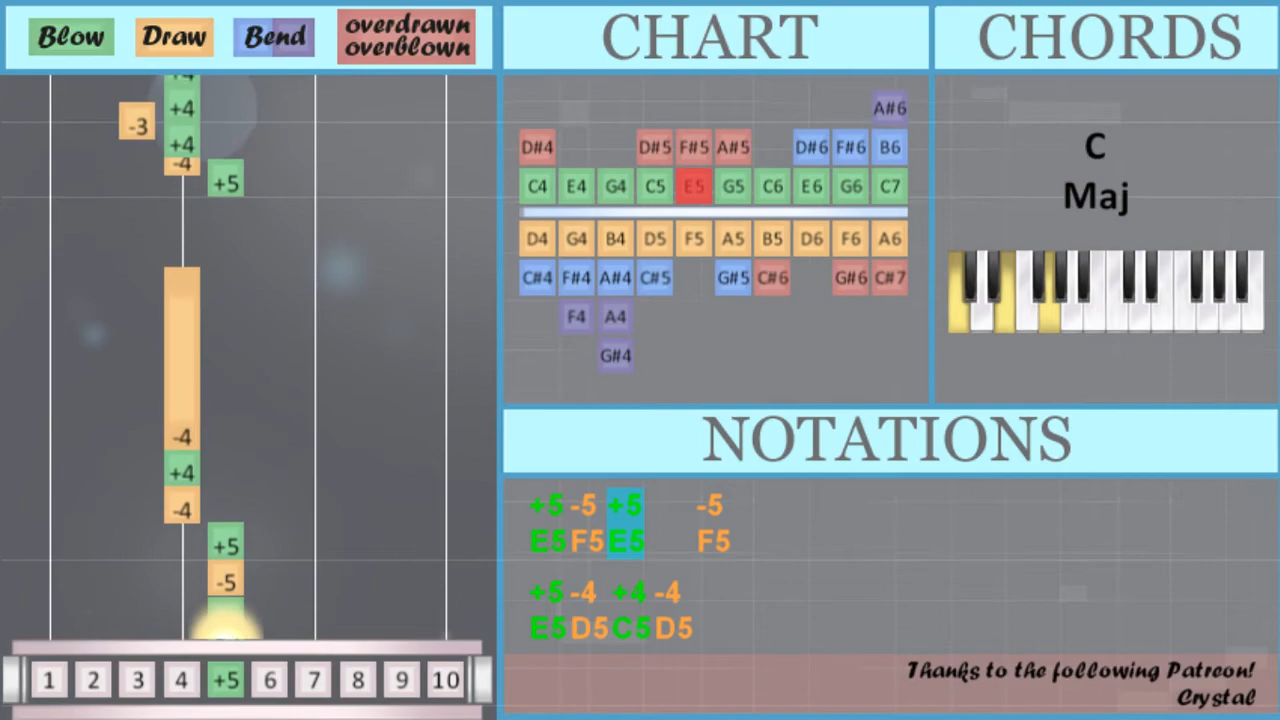 Blow Draw Bend overdrawn
overblown
CHART
CHORDS
+4
-3 +4
+4
-4
+5
-4
+4
-4
+5
-5
1 2 3 4 +5 6 7 8 9 10
A#6
D#4 D#5 F#5 A#5 D#6 F#6 B6
C4 E4 G4 C5 E5 G5 C6 E6 G6 C7
D4 G4 B4 D5 F5 A5 B5 D6 F6 A6
C#4 F#4 A#4 C#5 G#5 C#6 G#6 C#7
F4 A4
G#4
C
Maj
NOTATIONS
+5 -5 +5 -5
E5 F5 E5 F5
+5 -4 +4 -4
E5 D5 C5 D5
Thanks to the following Patreon!
Crystal